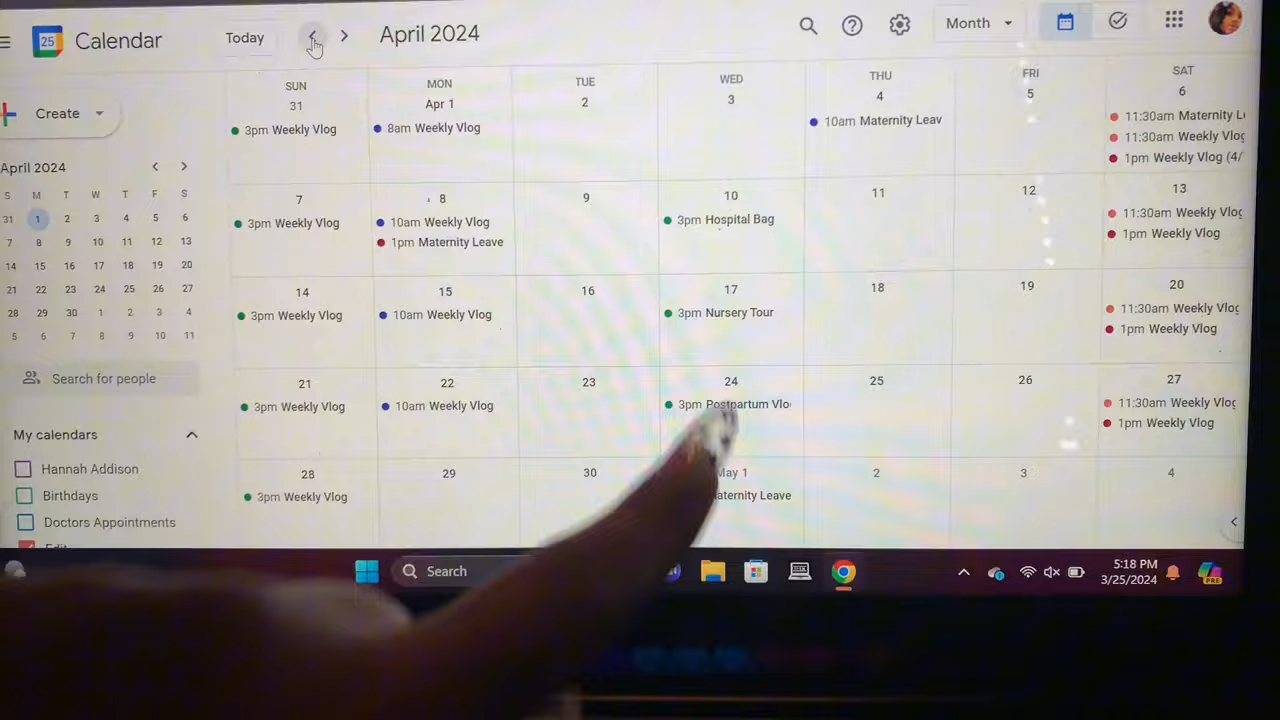 25 Calendar Today April 2024 Month
SUN MON TUE WED THU FRI SAT
31 Apr 1 2 3 4 5 6
3pm Weekly Vlog
8am Weekly Vlog
10am Maternity Leav
11:30am Maternity L
11:30am Weekly Vlog
1pm Weekly Vlog (4/
7 8 9 10 11 12 13
3pm Weekly Vlog
10am Weekly Vlog
1pm Maternity Leave
3pm Hospital Bag
11:30am Weekly Vlog
1pm Weekly Vlog
14 15 16 17 18 19 20
3pm Weekly Vlog
10am Weekly Vlog
3pm Nursery Tour
11:30am Weekly Vlog
1pm Weekly Vlog
21 22 23 24 25 26 27
3pm Weekly Vlog
10am Weekly Vlog
3pm Postpartum Vlo
11:30am Weekly Vlog
1pm Weekly Vlog
28 29 30 May 1 2 3 4
3pm Weekly Vlog
aternity Leave
Create
April 2024
S M T W T F S
31 1 2 3 4 5 6
7 8 9 10 11 12 13
14 15 16 17 18 19 20
21 22 23 24 25 26 27
28 29 30 1 2 3 4
5 6 7 8 9 10 11
Search for people
My calendars
Hannah Addison
Birthdays
Doctors Appointments
Edit
Search
5:18 PM
3/25/2024
PRE